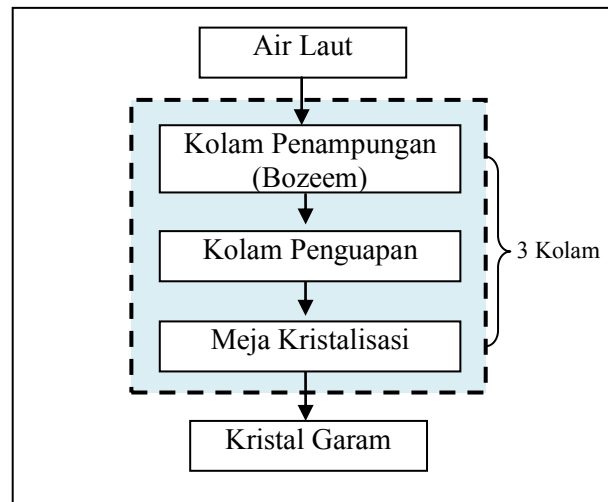 Air Laut
Kolam Penampungan
(Bozeem)
Kolam Penguapan
3 Kolam
Meja Kristalisasi
Kristal Garam